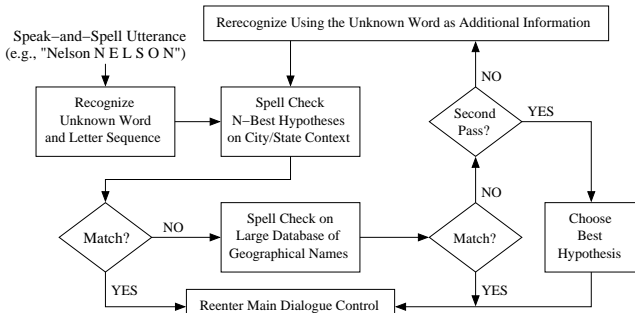 Speak−and−Spell Utterance
(e.g., "Nelson N E L S O N")
Rerecognize Using the Unknown Word as Additional Information
Recognize
Unknown Word
and Letter Sequence
Spell Check
N−Best Hypotheses
on City/State Context
NO
Second
Pass?
YES
NO
Match?
NO
Spell Check on
Large Database of
Geographical Names
Match?
Choose
Best
Hypothesis
YES
YES
Reenter Main Dialogue Control